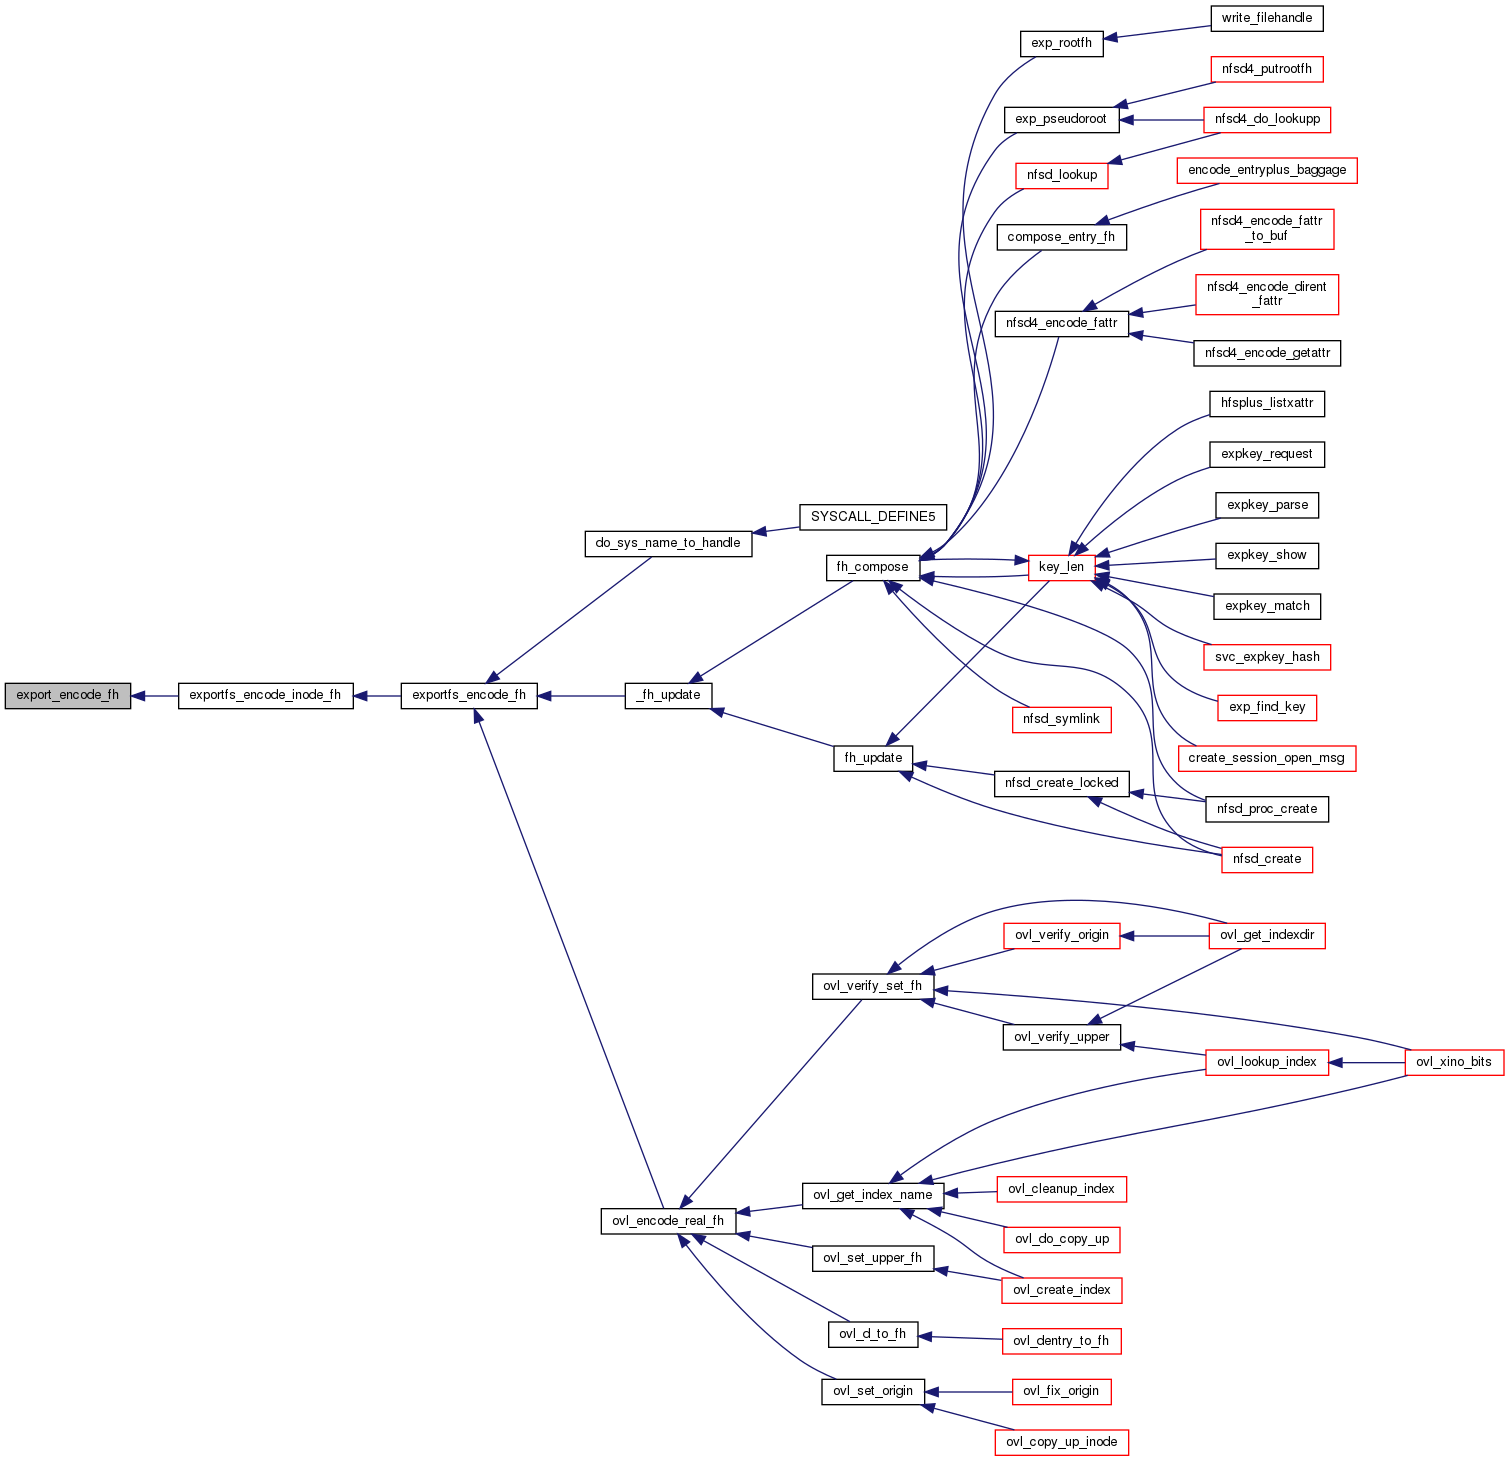 write_filehandle
exp_rootfh
nfsd4_putrootfh
exp_pseudoroot
nfsd4_do_lookupp
nfsd_lookup
encode_entryplus_baggage
compose_entry_fh
nfsd4_encode_fattr
_to_buf
nfsd4_encode_dirent
_fattr
nfsd4_encode_fattr
nfsd4_encode_getattr
hfsplus_listxattr
expkey_request
expkey_parse
SYSCALL_DEFINE5
do_sys_name_to_handle
expkey_show
fh_compose
key_len
expkey_match
svc_expkey_hash
export_encode_fh
exportfs_encode_inode_fh
exportfs_encode_fh
_fh_update
exp_find_key
nfsd_symlink
fh_update
create_session_open_msg
nfsd_create_locked
nfsd_proc_create
nfsd_create
ovl_verify_origin
ovl_get_indexdir
ovl_verify_set_fh
ovl_verify_upper
ovl_lookup_index
ovl_xino_bits
ovl_cleanup_index
ovl_get_index_name
ovl_encode_real_fh
ovl_do_copy_up
ovl_set_upper_fh
ovl_create_index
ovl_d_to_fh
ovl_dentry_to_fh
ovl_set_origin
ovl_fix_origin
ovl_copy_up_inode